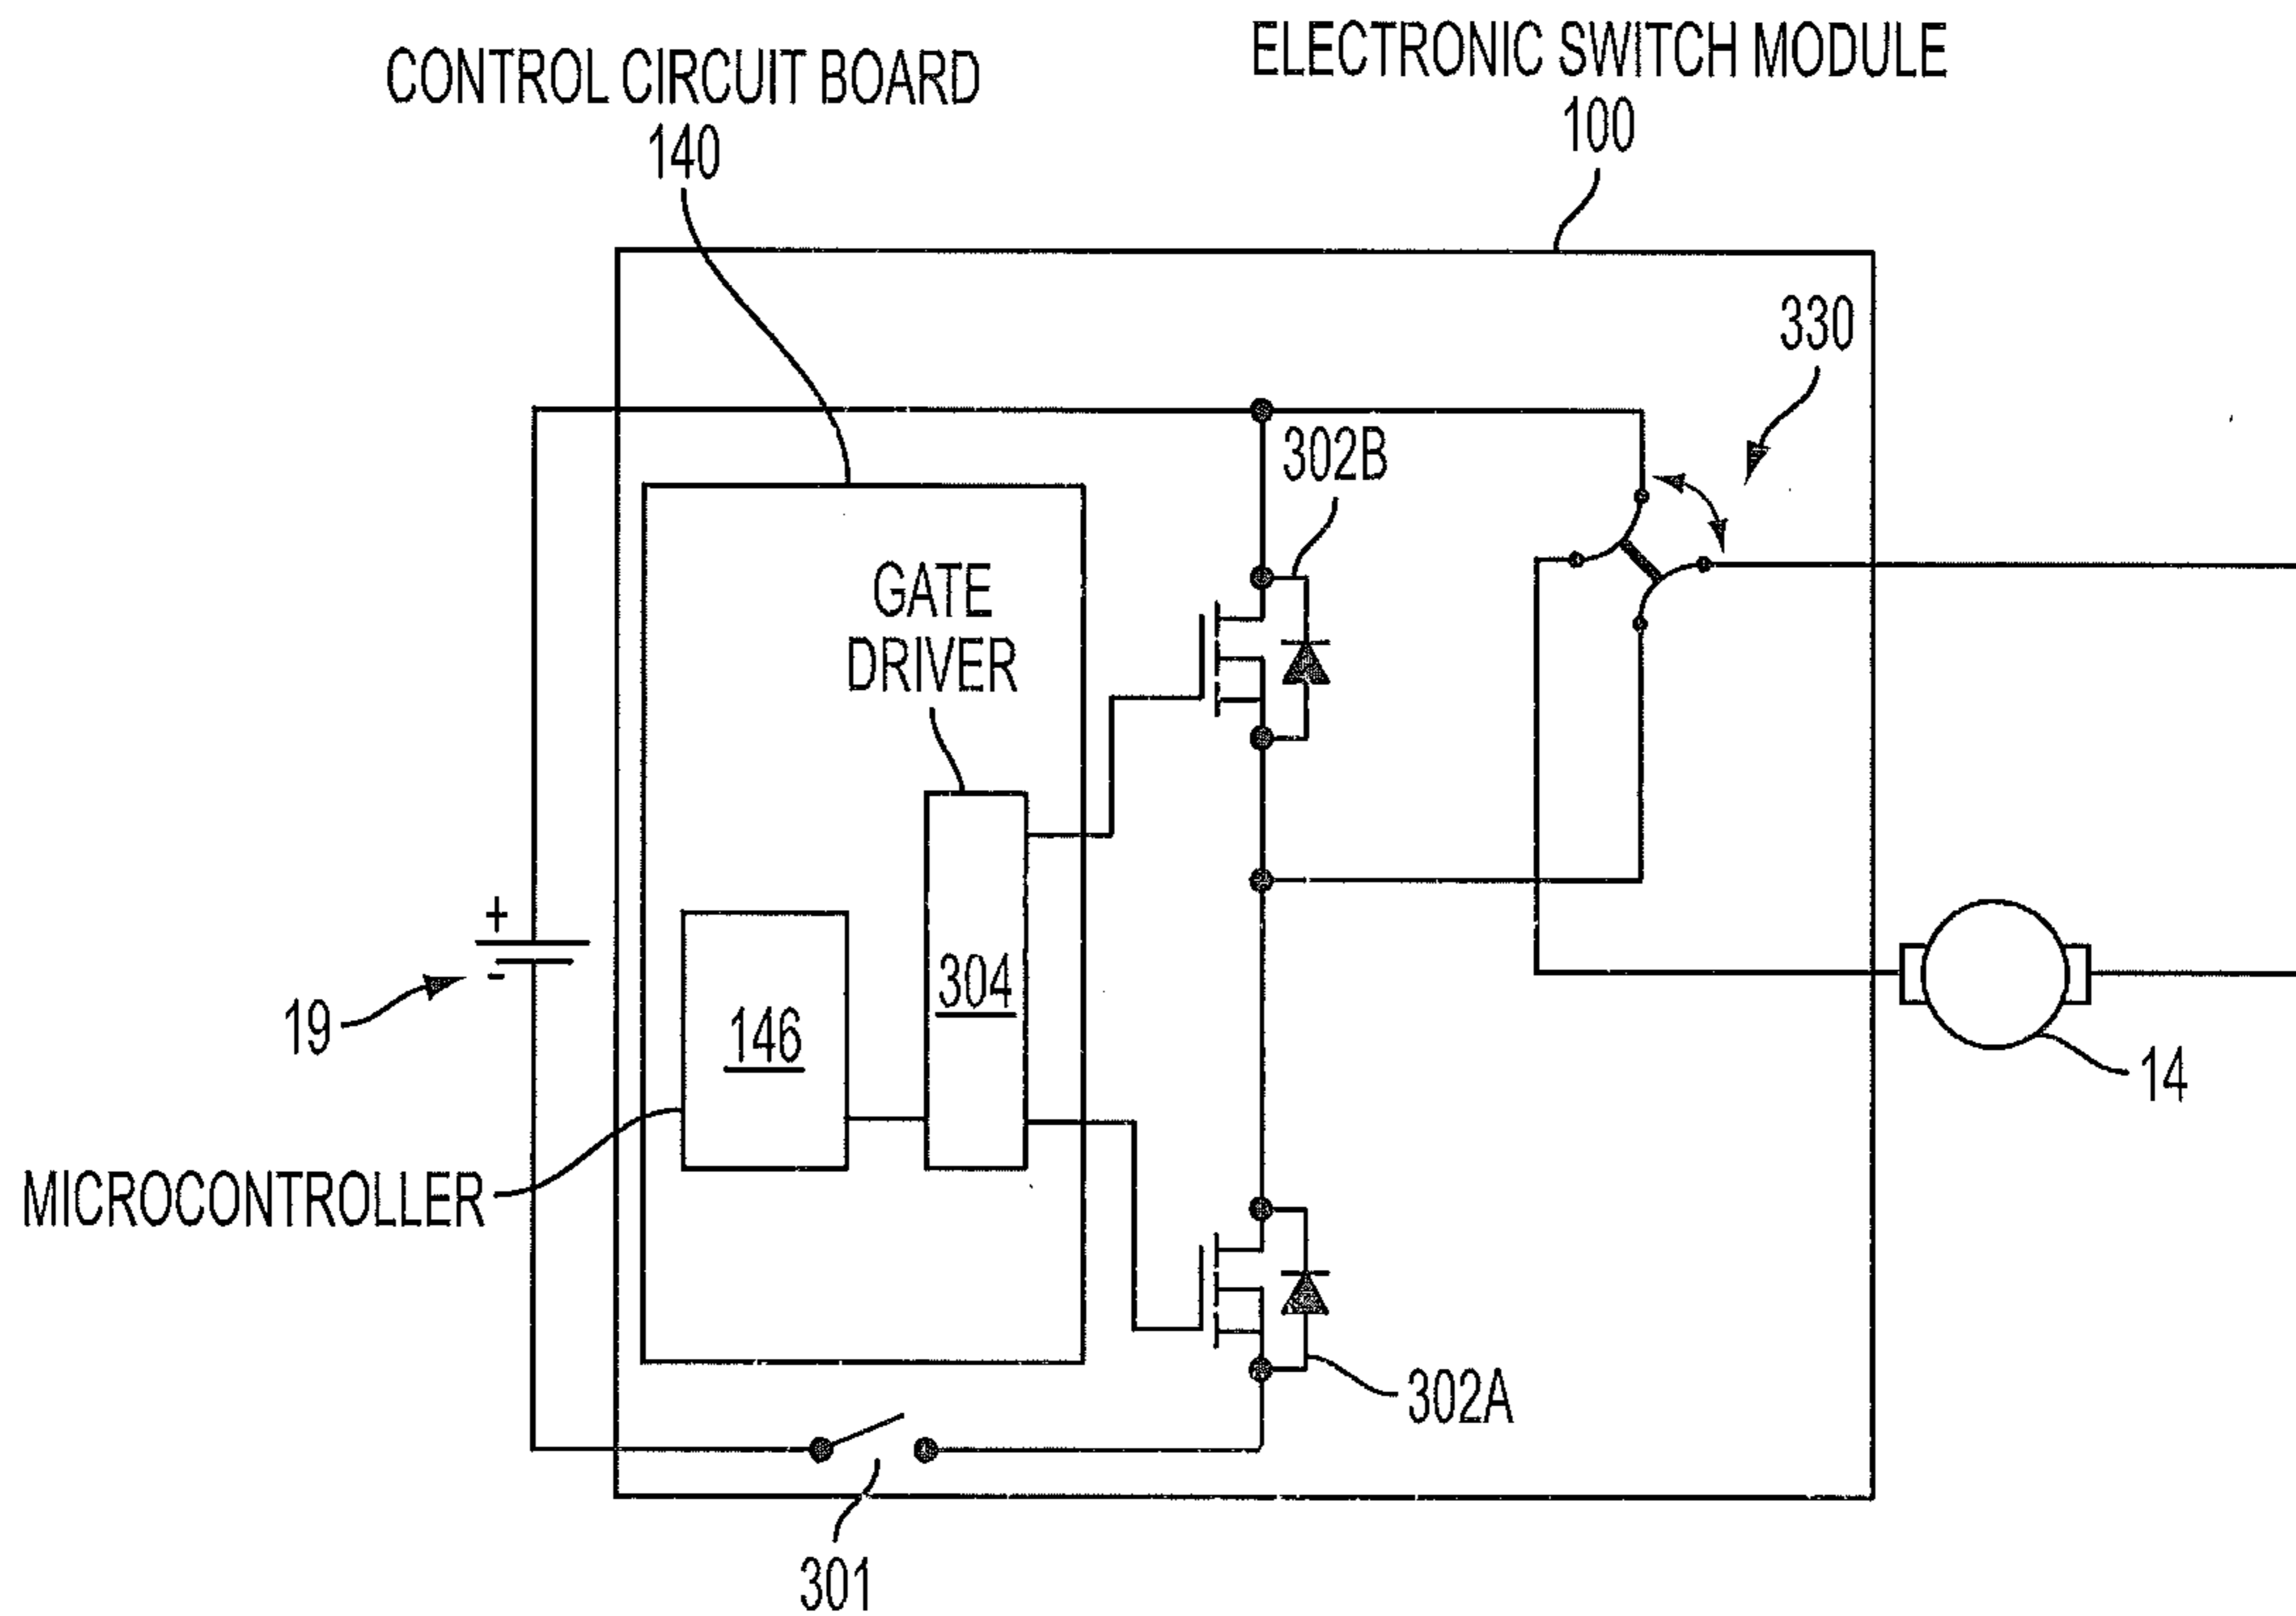 CONTROL CIRCUIT BOARD
140
ELECTRONIC SWITCH MODULE
100
330
302B
GATE
DRIVER
+
-
19
304
146
14
MICROCONTROLLER
302A
301